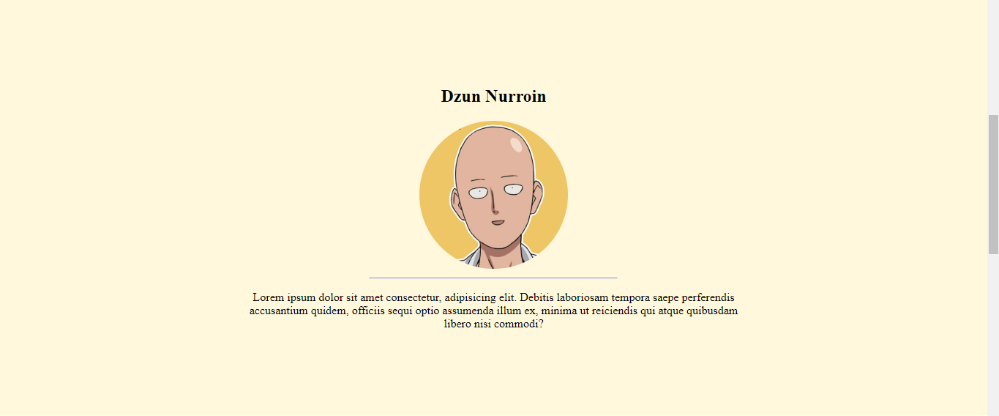 Dzun Nurroin
Lorem ipsum dolor sit amet consectetur, adipisicing elit. Debitis laboriosam tempora saepe perferendis
accusantium quidem, officiis sequi optio assumenda illum ex, minima ut reiciendis qui atque quibusdam
libero nisi commodi?